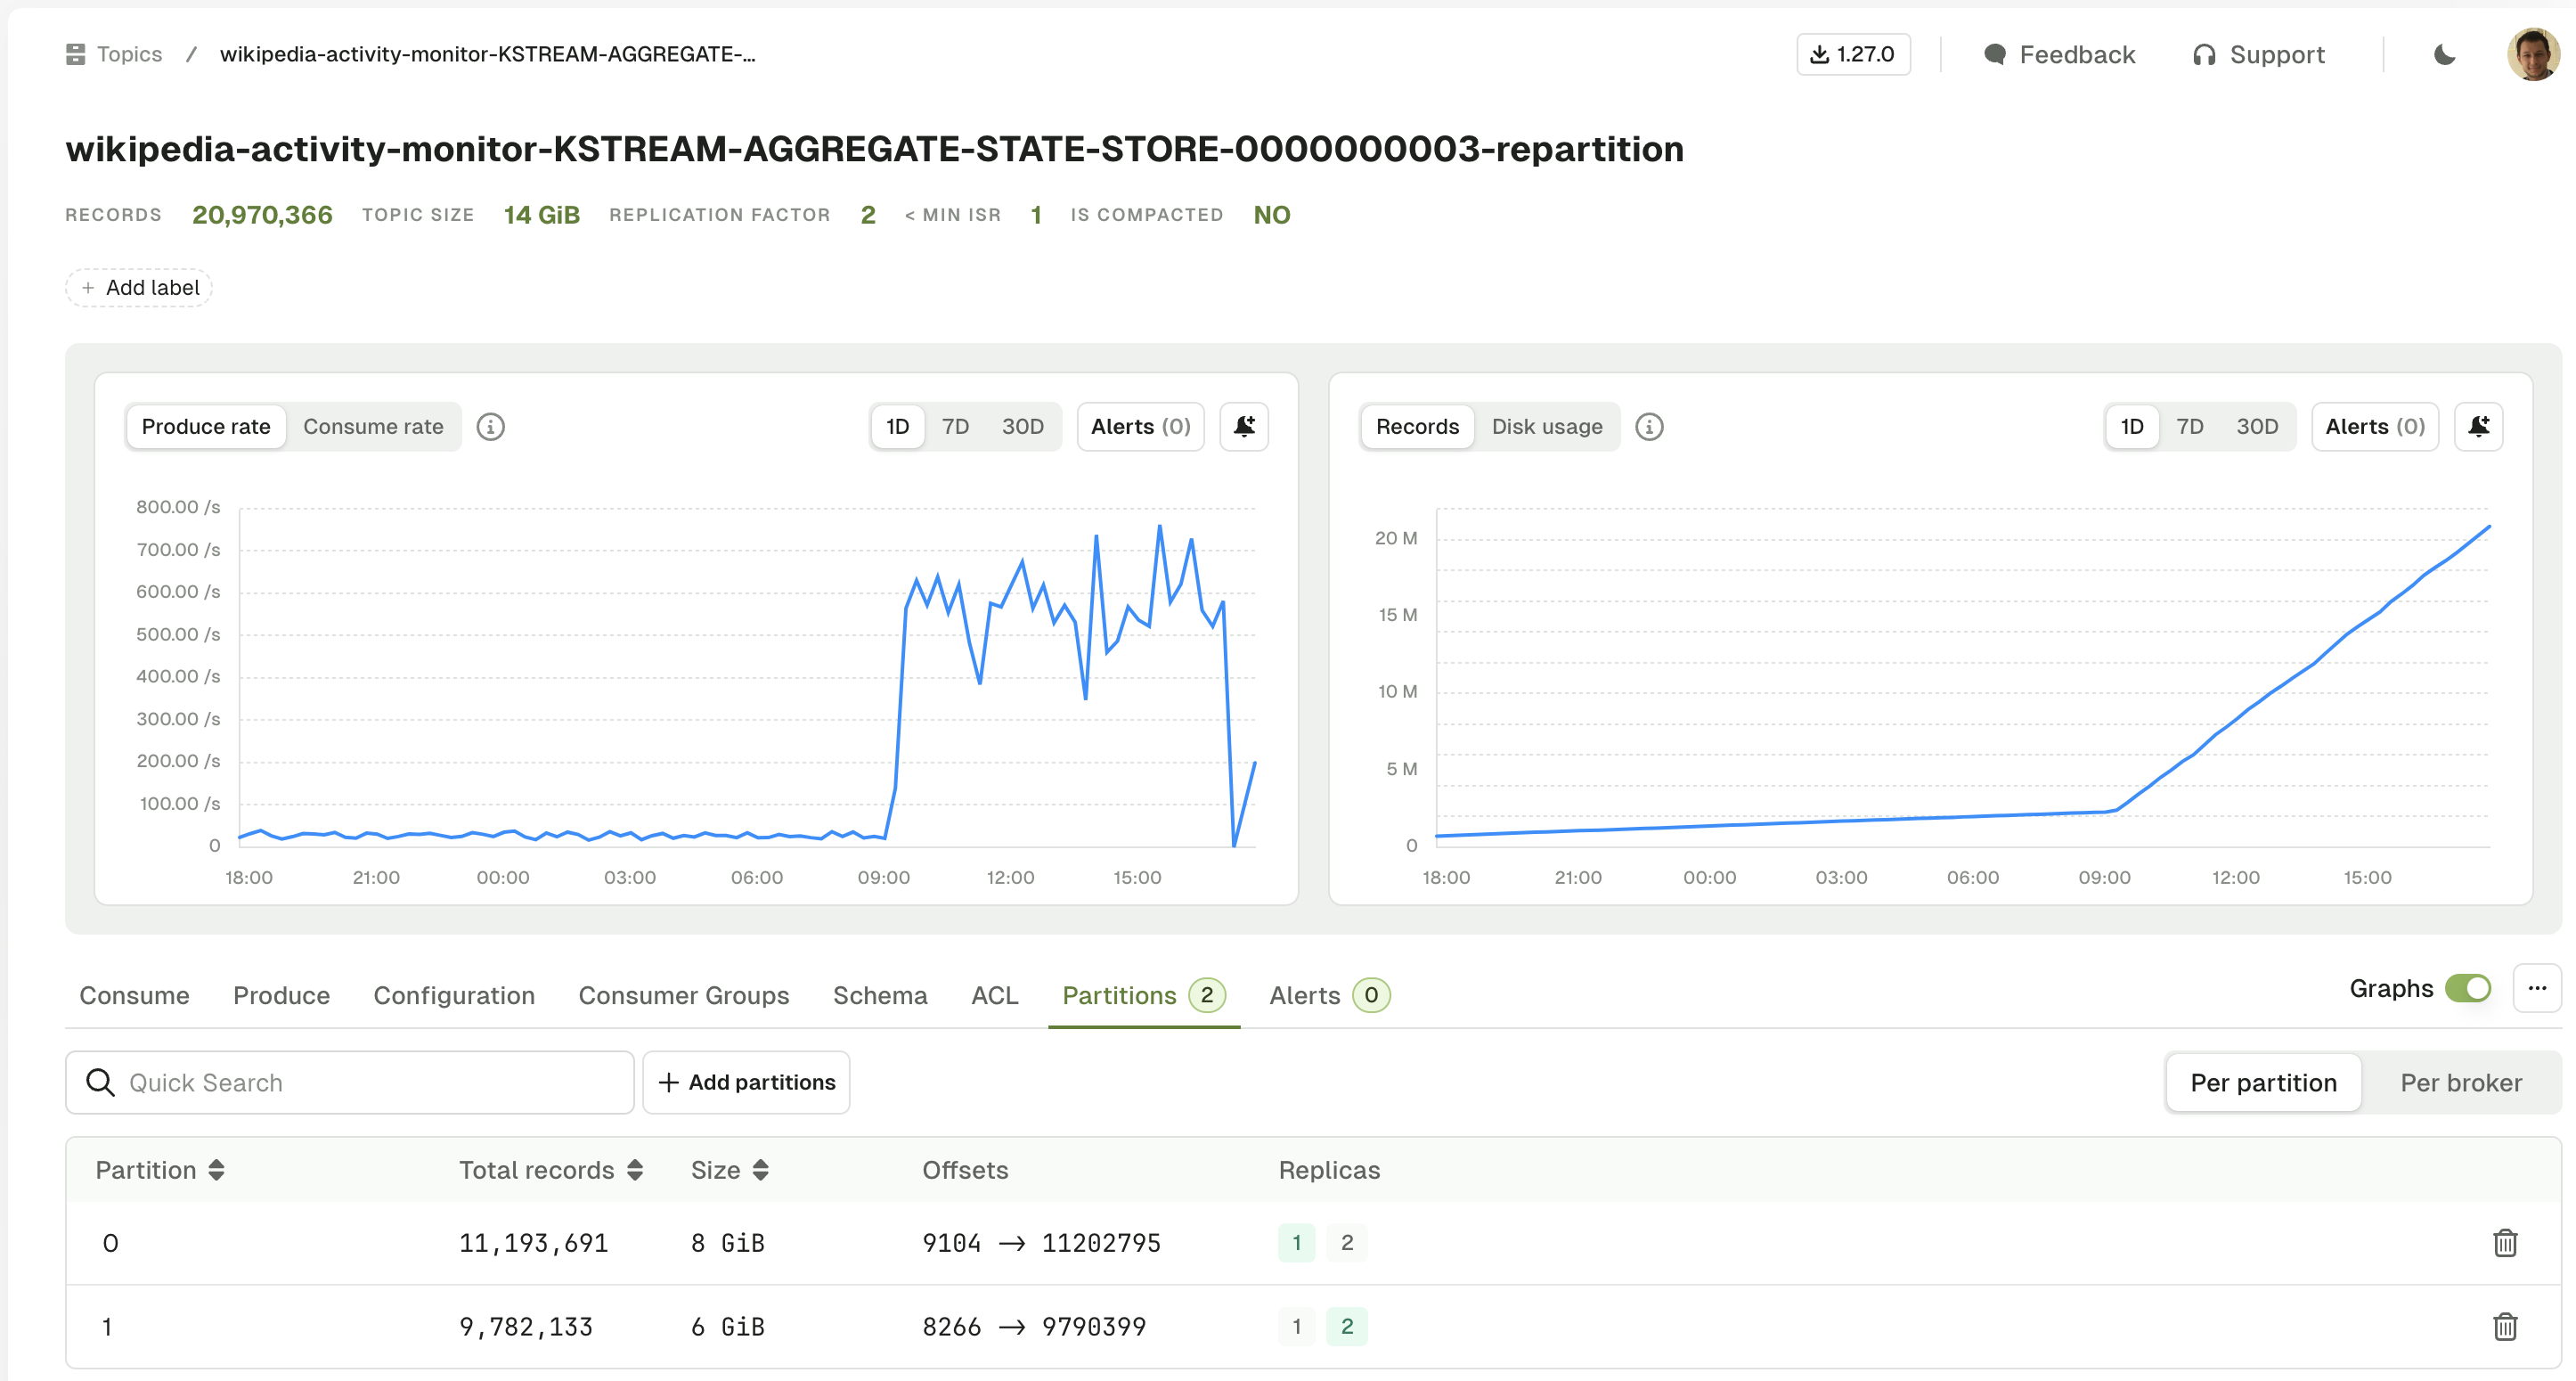 Topics / wikipedia-activity-monitor-KSTREAM-AGGREGATE-...
1.27.0 Feedback Support
wikipedia-activity-monitor-KSTREAM-AGGREGATE-STATE-STORE-0000000003-repartition
RECORDS 20,970,366 TOPIC SIZE 14 GiB REPLICATION FACTOR 2 < MIN ISR 1 IS COMPACTED NO
+ Add label
Produce rate Consume rate 1D 7D 30D Alerts (0)
800.00 /s
700.00 /s
600.00 /s
500.00 /s
400.00 /s
300.00 /s
200.00 /s
100.00 /s
0
18:00 21:00 00:00 03:00 06:00 09:00 12:00 15:00
Records Disk usage 1D 7D 30D Alerts (0)
20 M
15 M
10 M
5 M
0
18:00 21:00 00:00 03:00 06:00 09:00 12:00 15:00
Consume Produce Configuration Consumer Groups Schema ACL Partitions 2 Alerts 0 Graphs
Quick Search + Add partitions Per partition Per broker
Partition Total records Size Offsets Replicas
0 11,193,691 8 GiB 9104 → 11202795 1 2
1 9,782,133 6 GiB 8266 → 9790399 1 2